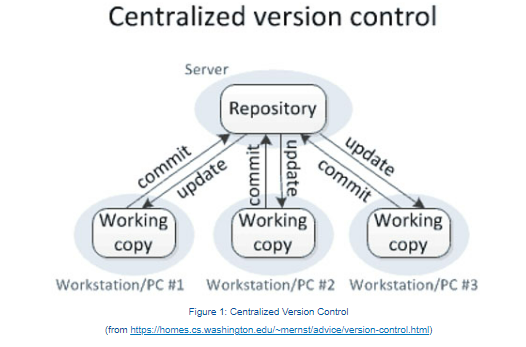 Centralized version control
Server
Repository
commit
update
commit
update
update
commit
Working
copy
Working
copy
Working
copy
Workstation/PC #1
Workstation/PC #2
Workstation/PC #3
Figure 1: Centralized Version Control
(from https://homes.cs.washington.edu/~mernst/advice/version-control.html)